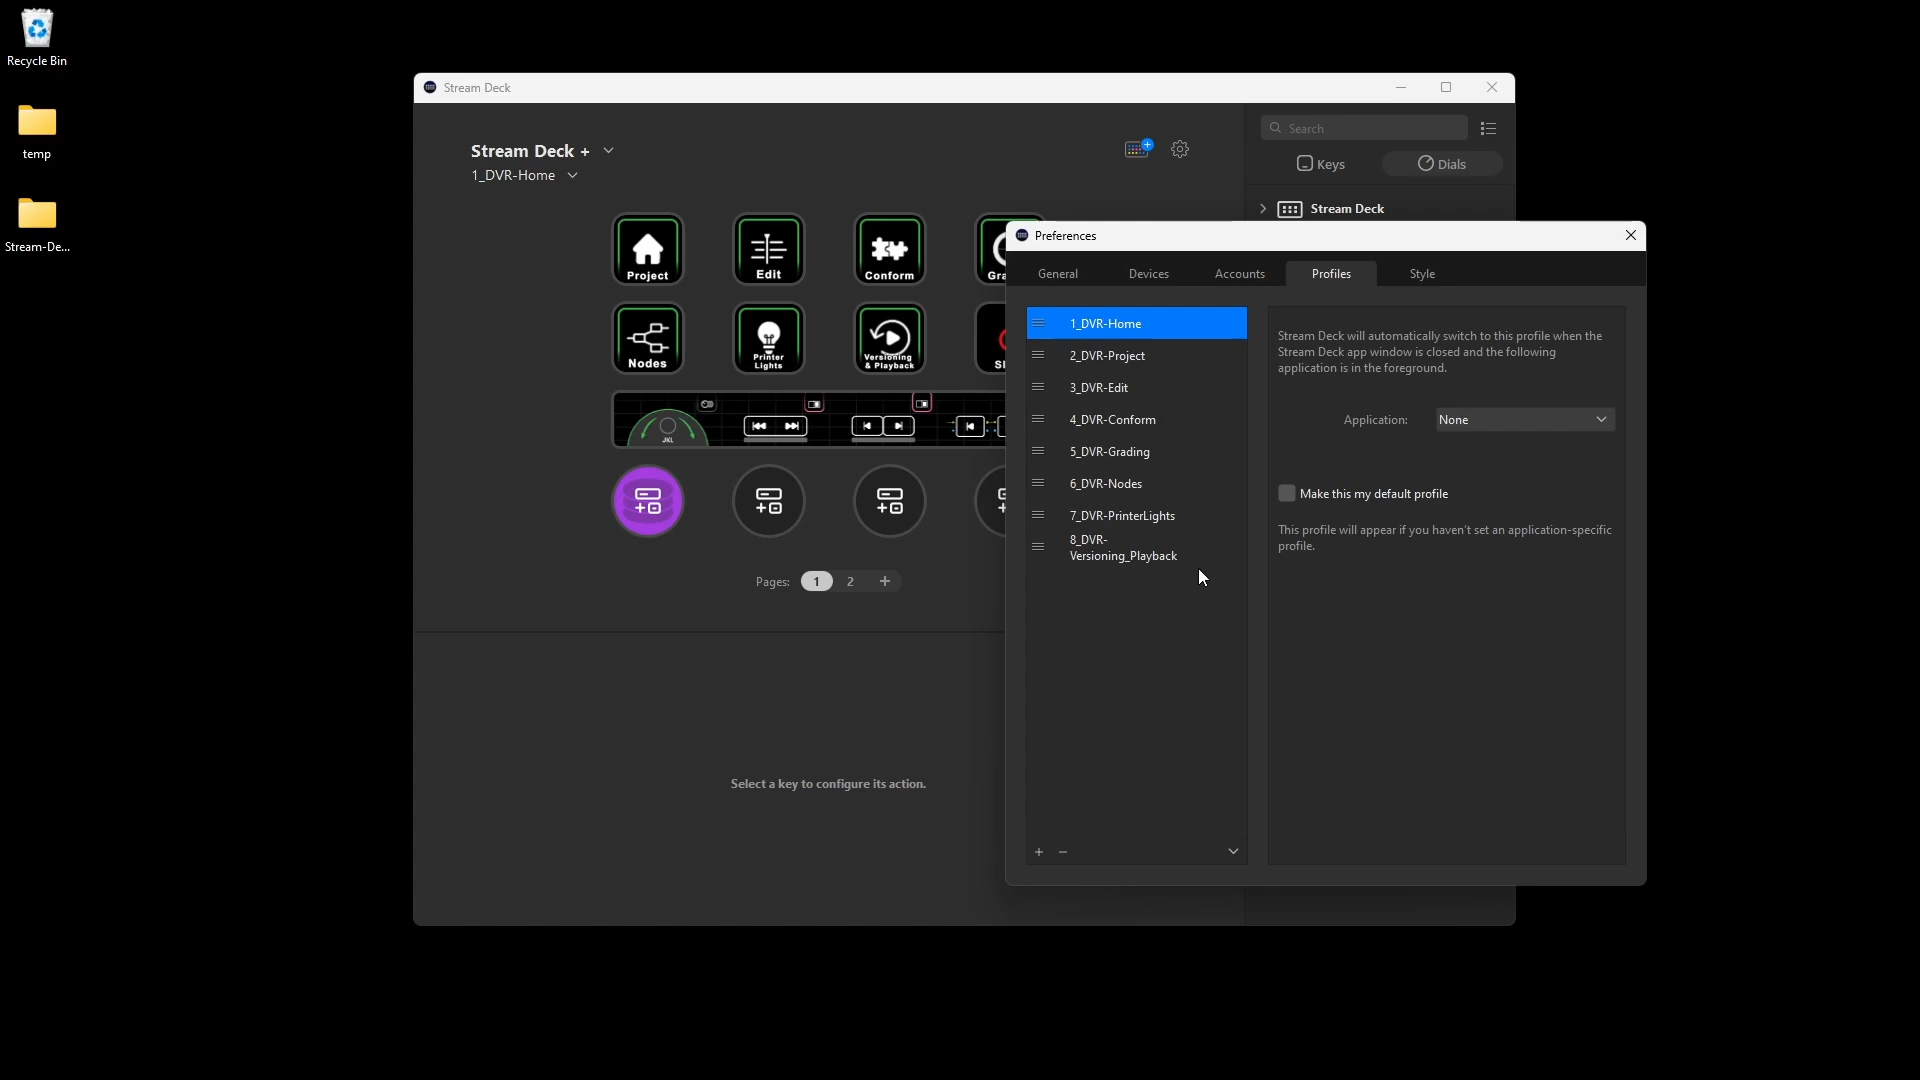 Recycle Bin
temp
Stream-De...
Stream Deck
Stream Deck +
1_DVR-Home
Project
Edit
Conform
Nodes
Printer
Lights
Versioning
& Playback
JKL
Pages: 1 2 +
Select a key to configure its action.
Search
Keys
Dials
Stream Deck
Preferences
General
Devices
Accounts
Profiles
Style
1_DVR-Home
2_DVR-Project
3_DVR-Edit
4_DVR-Conform
5_DVR-Grading
6_DVR-Nodes
7_DVR-PrinterLights
8_DVR-
Versioning_Playback
+ −
Stream Deck will automatically switch to this profile when the
Stream Deck app window is closed and the following
application is in the foreground.
Application: None
Make this my default profile
This profile will appear if you haven't set an application-specific
profile.